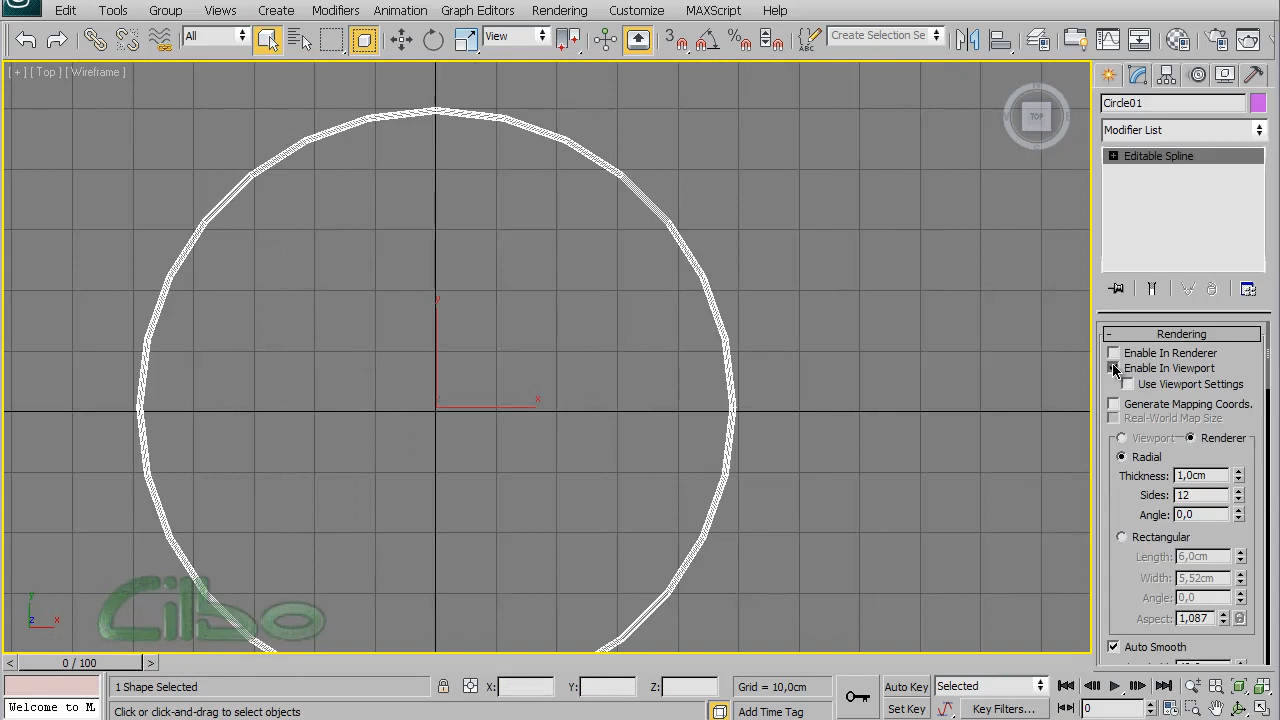 Edit Tools Group Views Create Modifiers Animation Graph Editors Rendering Customize MAXScript Help
All View 3 % ABC Create Selection Se
[ + ] [ Top ] [ Wireframe ]
TOP
Circle01
Modifier List
Editable Spline
Rendering
Enable In Renderer
Enable In Viewport
Use Viewport Settings
Generate Mapping Coords.
Real-World Map Size
Viewport Renderer
Radial
Thickness: 1,0cm
Sides: 12
Angle: 0,0
Rectangular
Length: 6,0cm
Width: 5,52cm
Angle: 0,0
Aspect: 1,087
Auto Smooth
y
x
y
z x
Cilbo
< 0 / 100 >
1 Shape Selected X: Y: Z: Grid = 10,0cm Auto Key Selected
Welcome to M Click or click-and-drag to select objects Add Time Tag Set Key Key Filters... 0